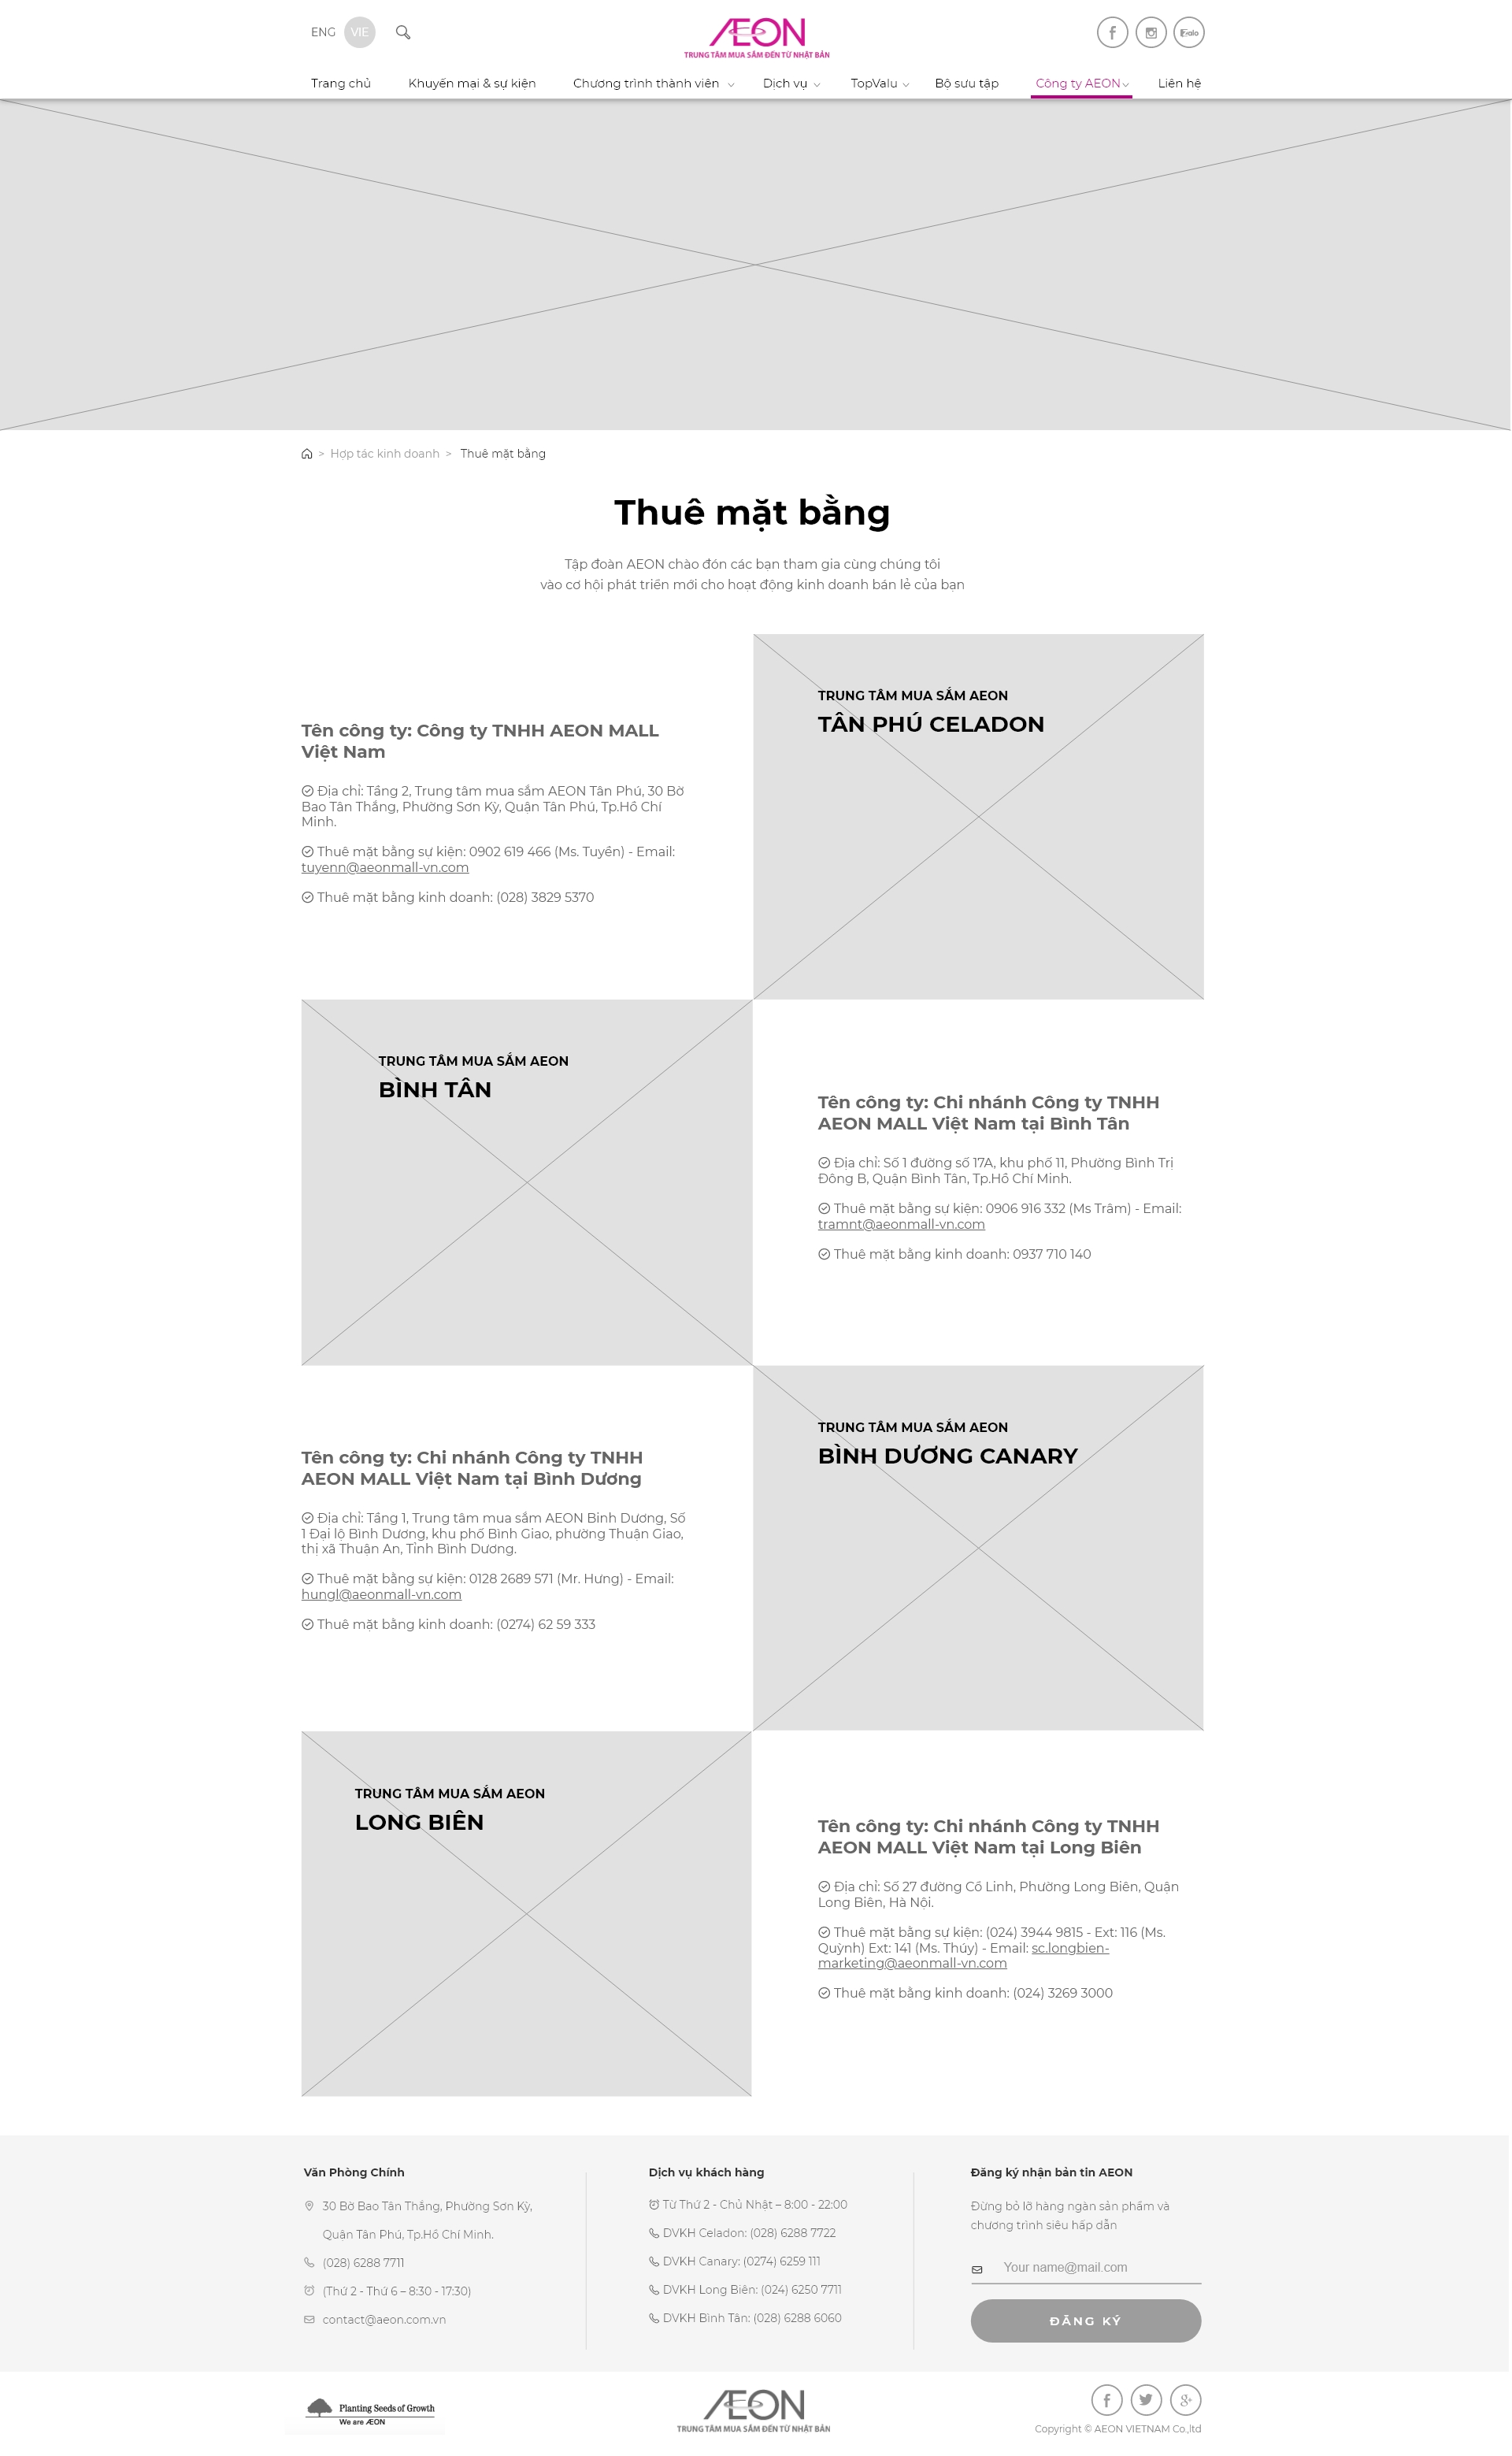 ENG VIE
ÆON
TRUNG TÂM MUA SẮM ĐẾN TỪ NHẬT BẢN
Zalo
Trang chủ Khuyến mại & sự kiện Chương trình thành viên Dịch vụ TopValu Bộ sưu tập Công ty AEON Liên hệ
> Hợp tác kinh doanh > Thuê mặt bằng
Thuê mặt bằng
Tập đoàn AEON chào đón các bạn tham gia cùng chúng tôi
vào cơ hội phát triển mới cho hoạt động kinh doanh bán lẻ của bạn
TRUNG TÂM MUA SẮM AEON
TÂN PHÚ CELADON
Tên công ty: Công ty TNHH AEON MALL
Việt Nam
Địa chỉ: Tầng 2, Trung tâm mua sắm AEON Tân Phú, 30 Bờ
Bao Tân Thắng, Phường Sơn Kỳ, Quận Tân Phú, Tp.Hồ Chí
Minh.
Thuê mặt bằng sự kiện: 0902 619 466 (Ms. Tuyền) - Email:
tuyenn@aeonmall-vn.com
Thuê mặt bằng kinh doanh: (028) 3829 5370
TRUNG TÂM MUA SẮM AEON
BÌNH TÂN
Tên công ty: Chi nhánh Công ty TNHH
AEON MALL Việt Nam tại Bình Tân
Địa chỉ: Số 1 đường số 17A, khu phố 11, Phường Bình Trị
Đông B, Quận Bình Tân, Tp.Hồ Chí Minh.
Thuê mặt bằng sự kiện: 0906 916 332 (Ms Trâm) - Email:
tramnt@aeonmall-vn.com
Thuê mặt bằng kinh doanh: 0937 710 140
TRUNG TÂM MUA SẮM AEON
BÌNH DƯƠNG CANARY
Tên công ty: Chi nhánh Công ty TNHH
AEON MALL Việt Nam tại Bình Dương
Địa chỉ: Tầng 1, Trung tâm mua sắm AEON Bình Dương, Số
1 Đại lộ Bình Dương, khu phố Bình Giao, phường Thuận Giao,
thị xã Thuận An, Tỉnh Bình Dương.
Thuê mặt bằng sự kiện: 0128 2689 571 (Mr. Hưng) - Email:
hungl@aeonmall-vn.com
Thuê mặt bằng kinh doanh: (0274) 62 59 333
TRUNG TÂM MUA SẮM AEON
LONG BIÊN
Tên công ty: Chi nhánh Công ty TNHH
AEON MALL Việt Nam tại Long Biên
Địa chỉ: Số 27 đường Cổ Linh, Phường Long Biên, Quận
Long Biên, Hà Nội.
Thuê mặt bằng sự kiện: (024) 3944 9815 - Ext: 116 (Ms.
Quỳnh) Ext: 141 (Ms. Thúy) - Email: sc.longbien-
marketing@aeonmall-vn.com
Thuê mặt bằng kinh doanh: (024) 3269 3000
Văn Phòng Chính
30 Bờ Bao Tân Thắng, Phường Sơn Kỳ,
Quận Tân Phú, Tp.Hồ Chí Minh.
(028) 6288 7711
(Thứ 2 - Thứ 6 – 8:30 - 17:30)
contact@aeon.com.vn
Dịch vụ khách hàng
Từ Thứ 2 - Chủ Nhật – 8:00 - 22:00
DVKH Celadon: (028) 6288 7722
DVKH Canary: (0274) 6259 111
DVKH Long Biên: (024) 6250 7711
DVKH Bình Tân: (028) 6288 6060
Đăng ký nhận bản tin AEON
Đừng bỏ lỡ hàng ngàn sản phẩm và
chương trình siêu hấp dẫn
Your name@mail.com
ĐĂNG KÝ
Planting Seeds of Growth
We are ÆON
ÆON
TRUNG TÂM MUA SẮM ĐẾN TỪ NHẬT BẢN
Copyright © AEON VIETNAM Co.,ltd